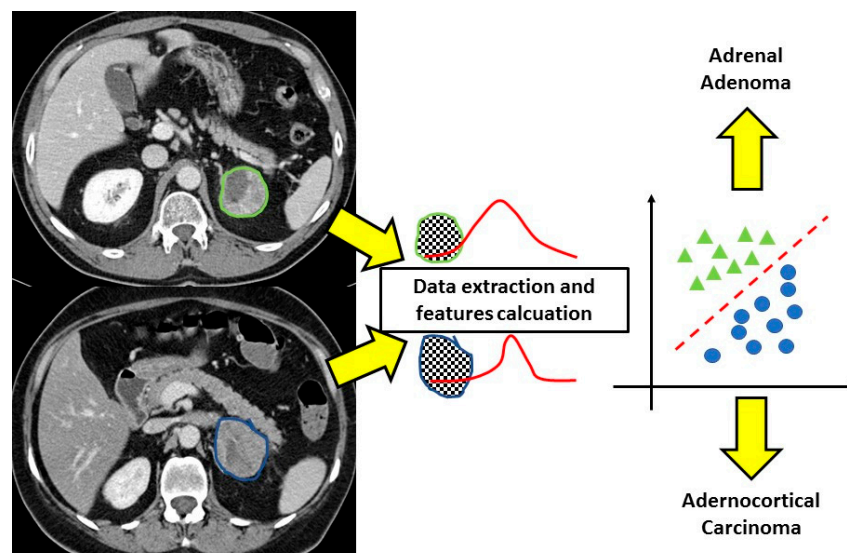 Adrenal
Adenoma
Data extraction and
features calcuation
Adernocortical
Carcinoma